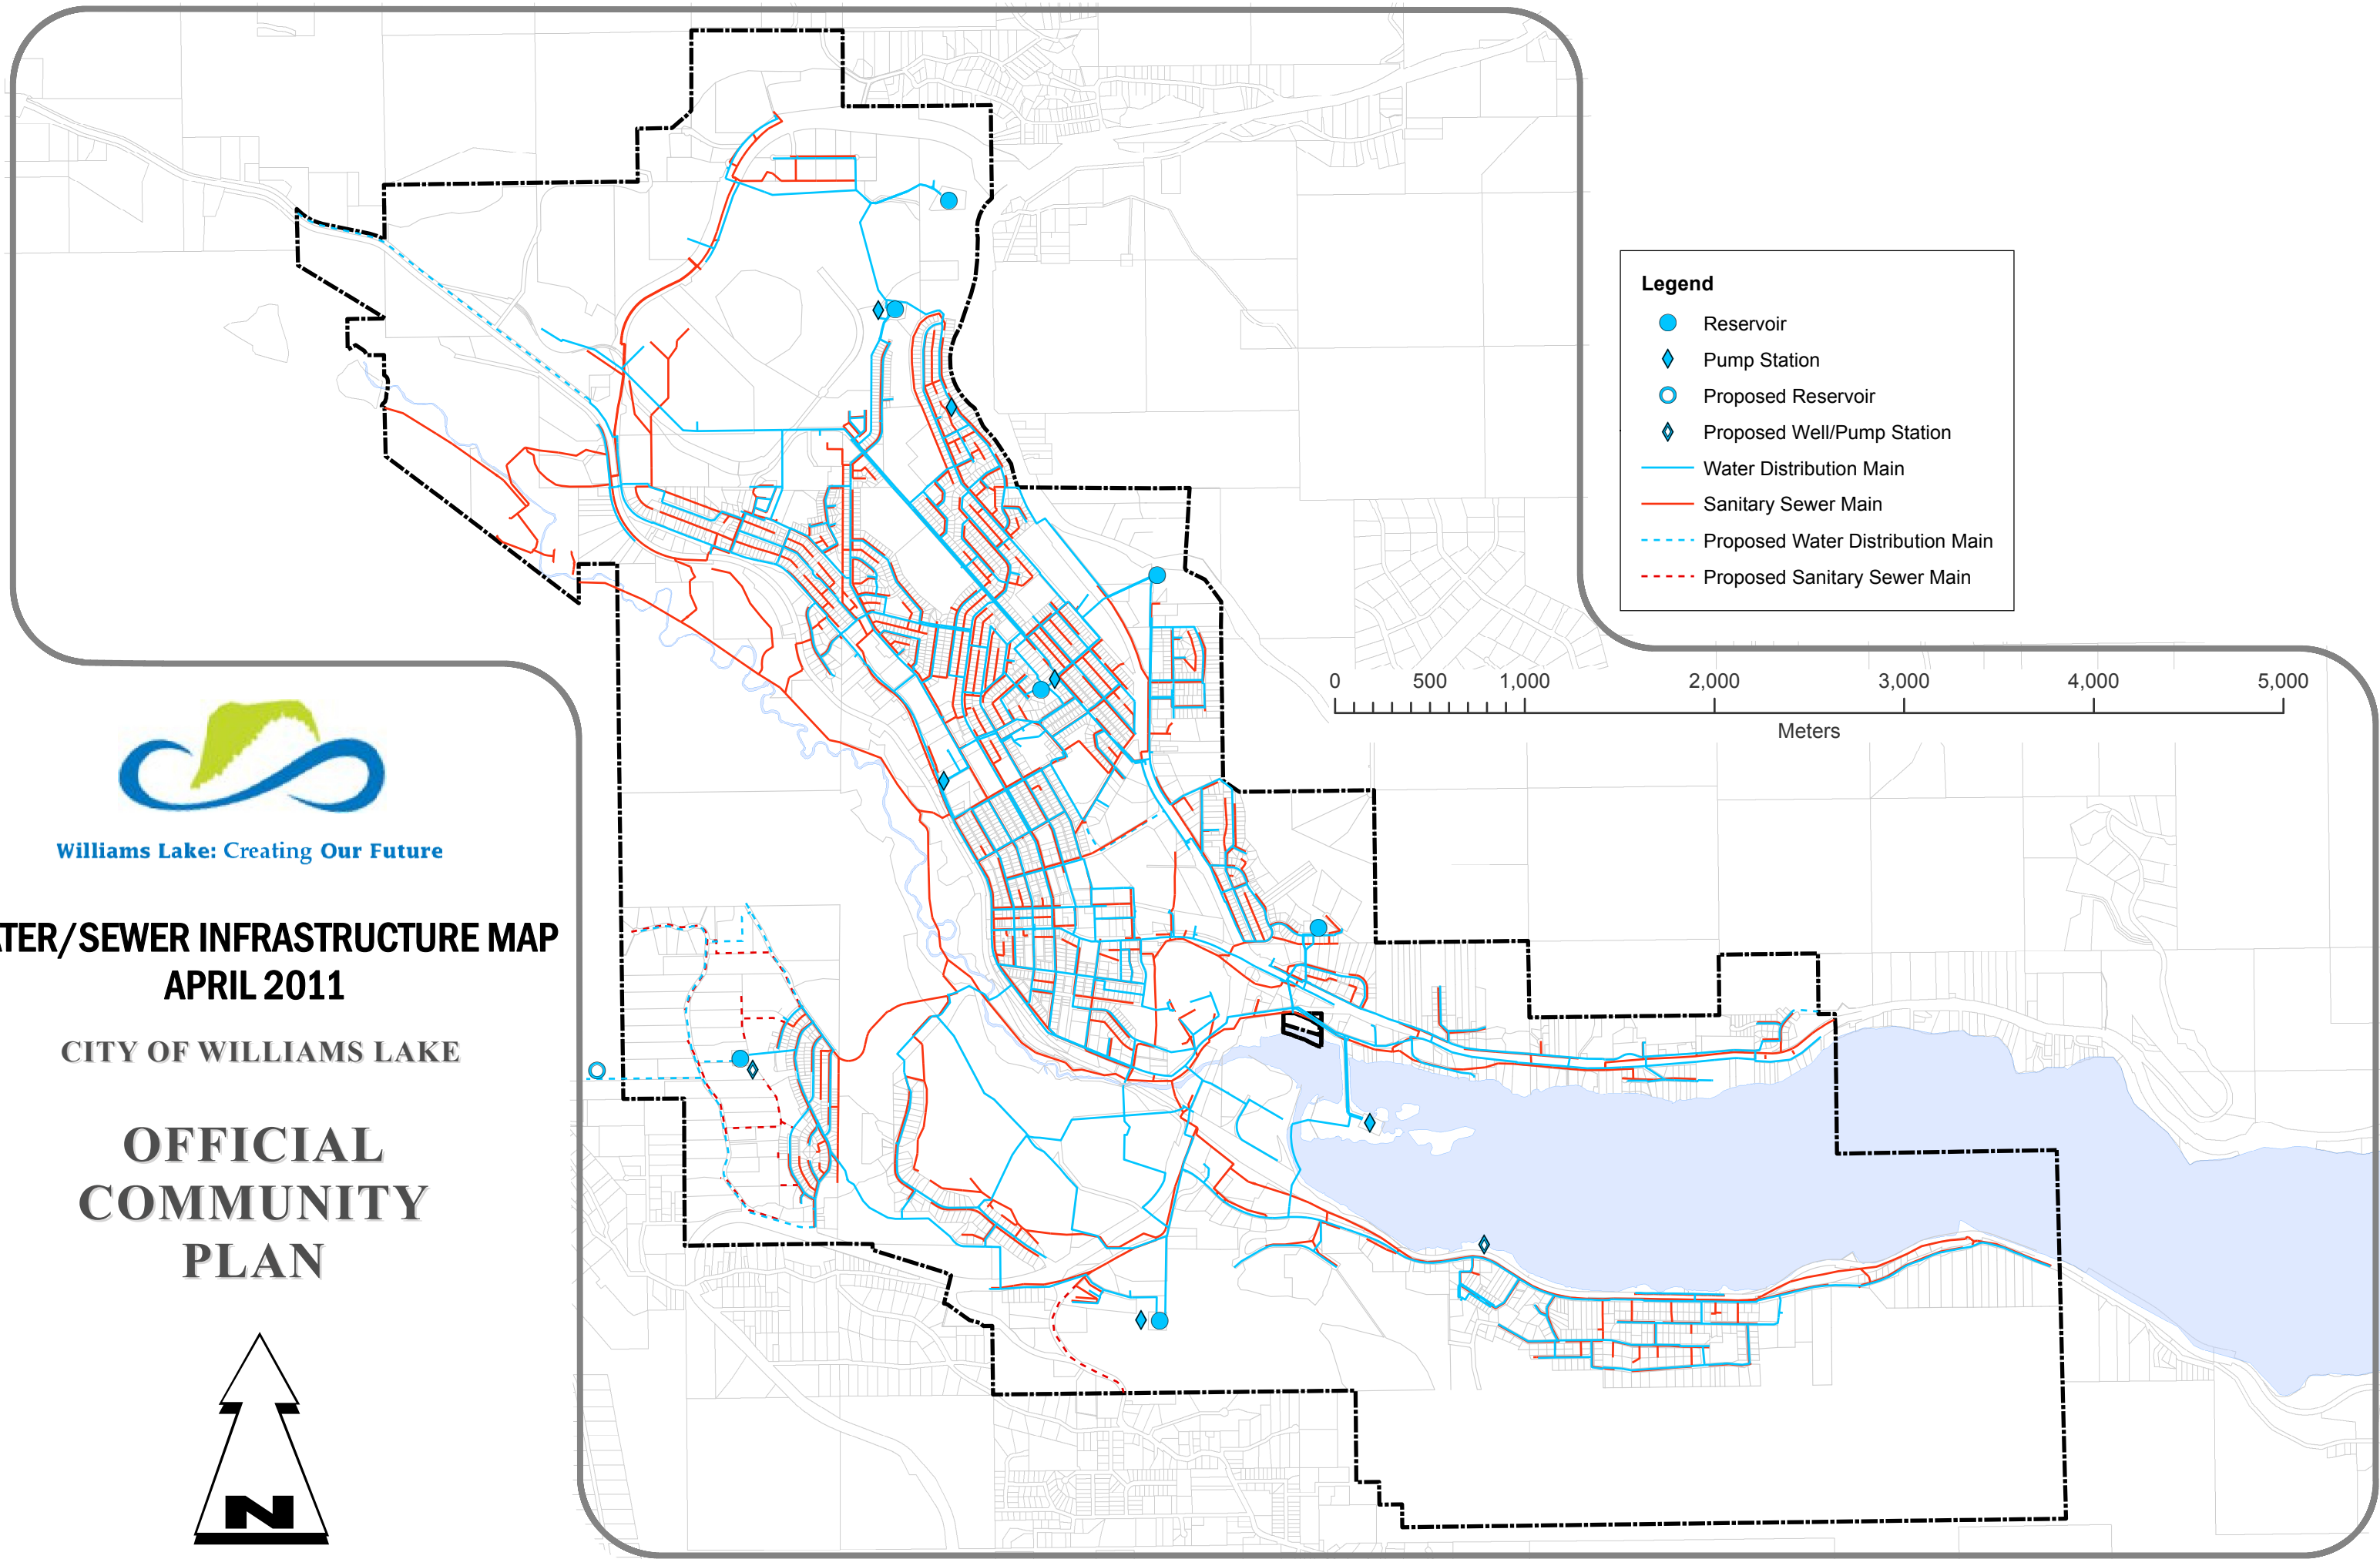 Legend
Reservoir
Pump Station
Proposed Reservoir
Proposed Well/Pump Station
Water Distribution Main
Sanitary Sewer Main
Proposed Water Distribution Main
Proposed Sanitary Sewer Main
0 500 1,000 2,000 3,000 4,000 5,000
Meters
Williams Lake: Creating Our Future
ATER/SEWER INFRASTRUCTURE MAP
APRIL 2011
CITY OF WILLIAMS LAKE
OFFICIAL
COMMUNITY
PLAN
N